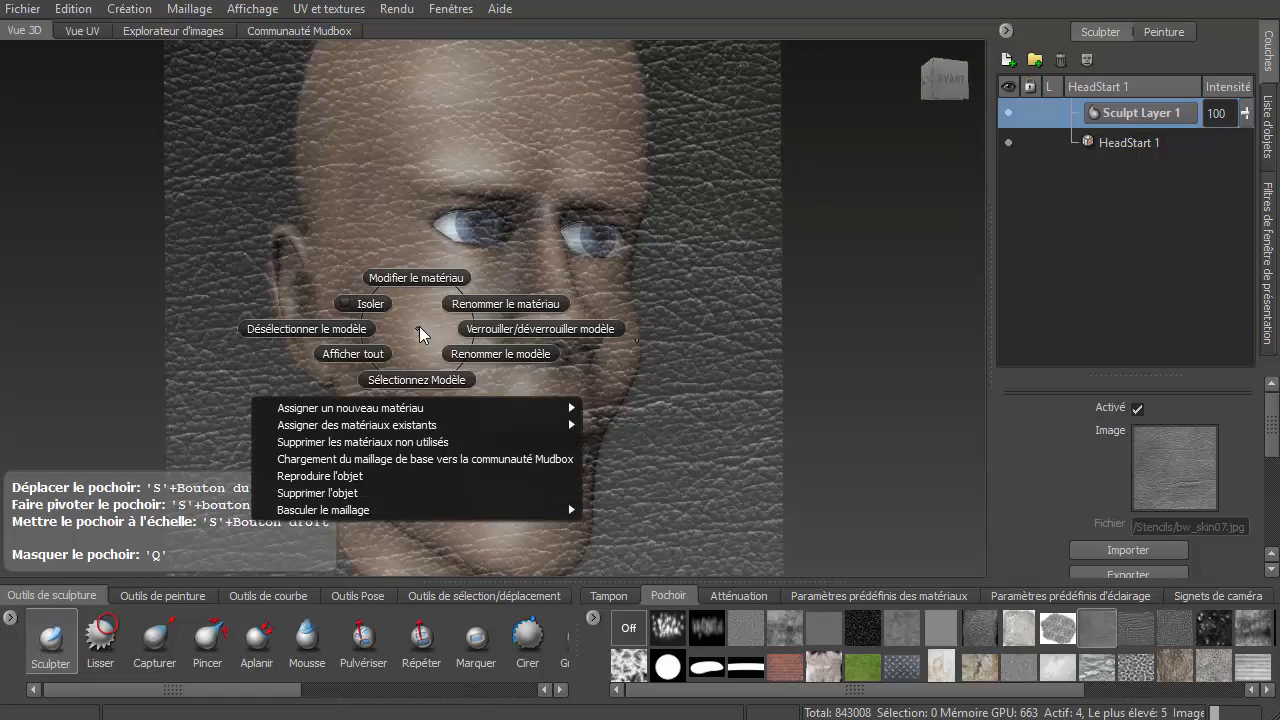 Fichier Edition Création Maillage Affichage UV et textures Rendu Fenêtres Aide
Vue 3D Vue UV Explorateur d'images Communauté Mudbox
Sculpter Peinture
Couches
Liste d'objets
Filtres de fenêtre de présentation
AVANT
L HeadStart 1 Intensité
Sculpt Layer 1 100
HeadStart 1
Modifier le matériau
Isoler Renommer le matériau
Désélectionner le modèle Verrouiller/déverrouiller modèle
Afficher tout Renommer le modèle
Sélectionnez Modèle
Assigner un nouveau matériau
Assigner des matériaux existants
Supprimer les matériaux non utilisés
Chargement du maillage de base vers la communauté Mudbox
Reproduire l'objet
Supprimer l'objet
Basculer le maillage
Déplacer le pochoir: 'S'+Bouton du
Faire pivoter le pochoir: 'S'+bouton
Mettre le pochoir à l'échelle: 'S'+Bouton droit
Masquer le pochoir: 'Q'
Activé
Image
Fichier /Stencils/bw_skin07.jpg
Importer
Exporter
Outils de sculpture Outils de peinture Outils de courbe Outils Pose Outils de sélection/déplacement
Tampon Pochoir Atténuation Paramètres prédéfinis des matériaux Paramètres prédéfinis d'éclairage Signets de caméra
Off
Sculpter Lisser Capturer Pincer Aplanir Mousse Pulvériser Répéter Marquer Cirer
Total: 843008 Sélection: 0 Mémoire GPU: 663 Actif: 4, Le plus élevé: 5 Image